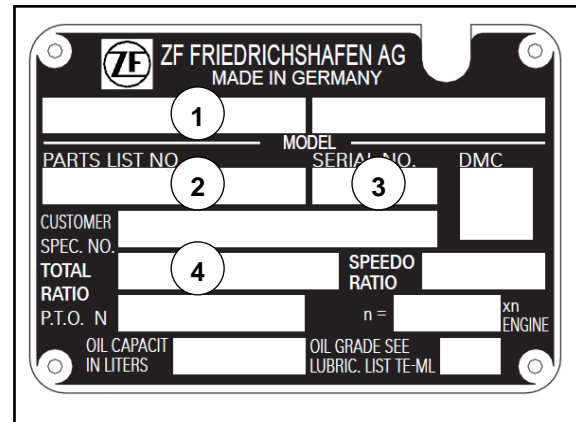 ZF ZF FRIEDRICHSHAFEN AG
MADE IN GERMANY
1
MODEL
PARTS LIST NO
SERIAL NO.
DMC
2
3
CUSTOMER
SPEC. NO.
TOTAL
RATIO
4
SPEEDO
RATIO
P.T.O. N
n =
xn
ENGINE
OIL CAPACIT
IN LITERS
OIL GRADE SEE
LUBRIC. LIST TE-ML